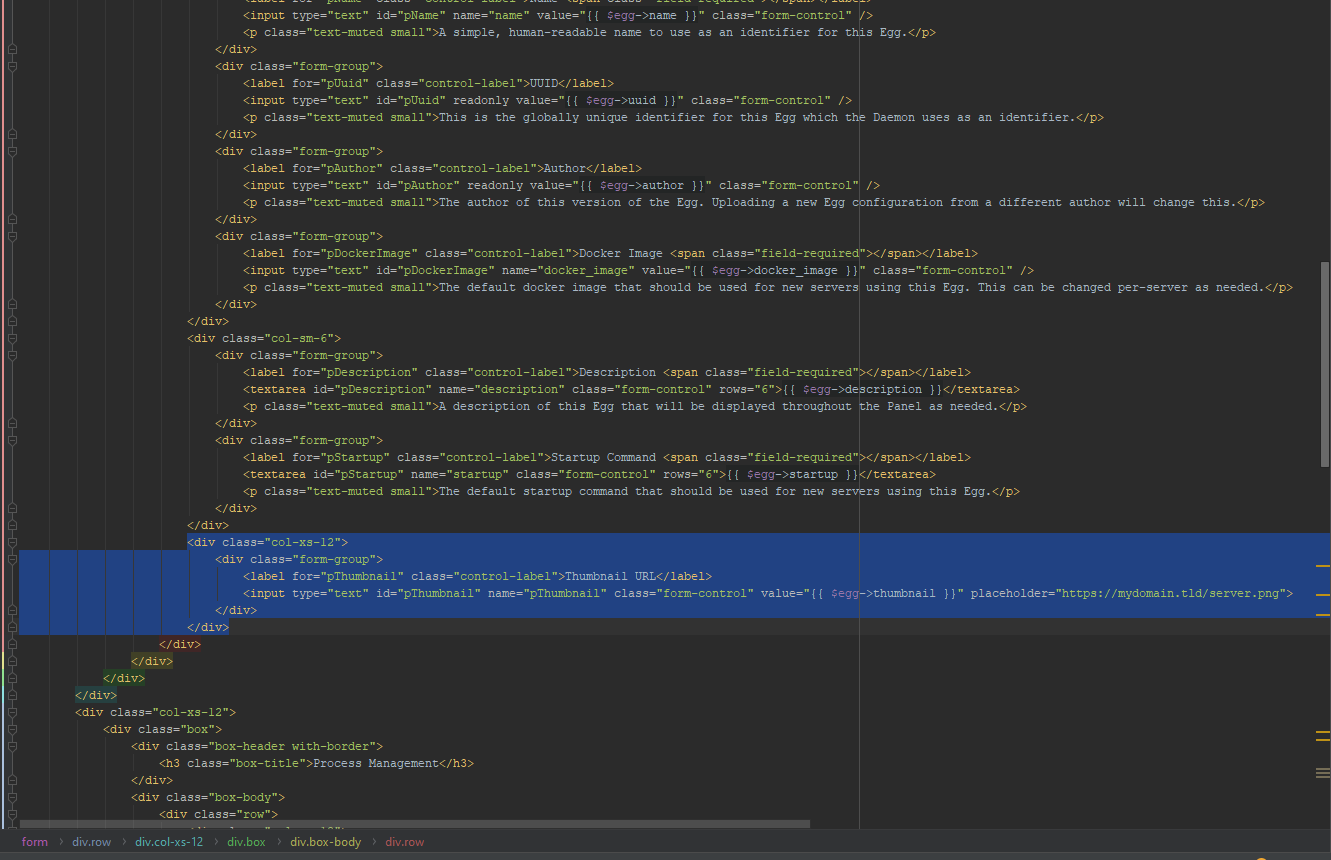 <label for="pName" class="control-label">Name <span class="field-required"></span></label>
<input type="text" id="pName" name="name" value="{{ $egg->name }}" class="form-control" />
<p class="text-muted small">A simple, human-readable name to use as an identifier for this Egg.</p>
</div>
<div class="form-group">
<label for="pUuid" class="control-label">UUID</label>
<input type="text" id="pUuid" readonly value="{{ $egg->uuid }}" class="form-control" />
<p class="text-muted small">This is the globally unique identifier for this Egg which the Daemon uses as an identifier.</p>
</div>
<div class="form-group">
<label for="pAuthor" class="control-label">Author</label>
<input type="text" id="pAuthor" readonly value="{{ $egg->author }}" class="form-control" />
<p class="text-muted small">The author of this version of the Egg. Uploading a new Egg configuration from a different author will change this.</p>
</div>
<div class="form-group">
<label for="pDockerImage" class="control-label">Docker Image <span class="field-required"></span></label>
<input type="text" id="pDockerImage" name="docker_image" value="{{ $egg->docker_image }}" class="form-control" />
<p class="text-muted small">The default docker image that should be used for new servers using this Egg. This can be changed per-server as needed.</p>
</div>
</div>
<div class="col-sm-6">
<div class="form-group">
<label for="pDescription" class="control-label">Description <span class="field-required"></span></label>
<textarea id="pDescription" name="description" class="form-control" rows="6">{{ $egg->description }}</textarea>
<p class="text-muted small">A description of this Egg that will be displayed throughout the Panel as needed.</p>
</div>
<div class="form-group">
<label for="pStartup" class="control-label">Startup Command <span class="field-required"></span></label>
<textarea id="pStartup" name="startup" class="form-control" rows="6">{{ $egg->startup }}</textarea>
<p class="text-muted small">The default startup command that should be used for new servers using this Egg.</p>
</div>
</div>
<div class="col-xs-12">
<div class="form-group">
<label for="pThumbnail" class="control-label">Thumbnail URL</label>
<input type="text" id="pThumbnail" name="pThumbnail" class="form-control" value="{{ $egg->thumbnail }}" placeholder="https://mydomain.tld/server.png">
</div>
</div>
</div>
</div>
</div>
</div>
<div class="col-xs-12">
<div class="box">
<div class="box-header with-border">
<h3 class="box-title">Process Management</h3>
</div>
<div class="box-body">
<div class="row">
form › div.row › div.col-xs-12 › div.box › div.box-body › div.row